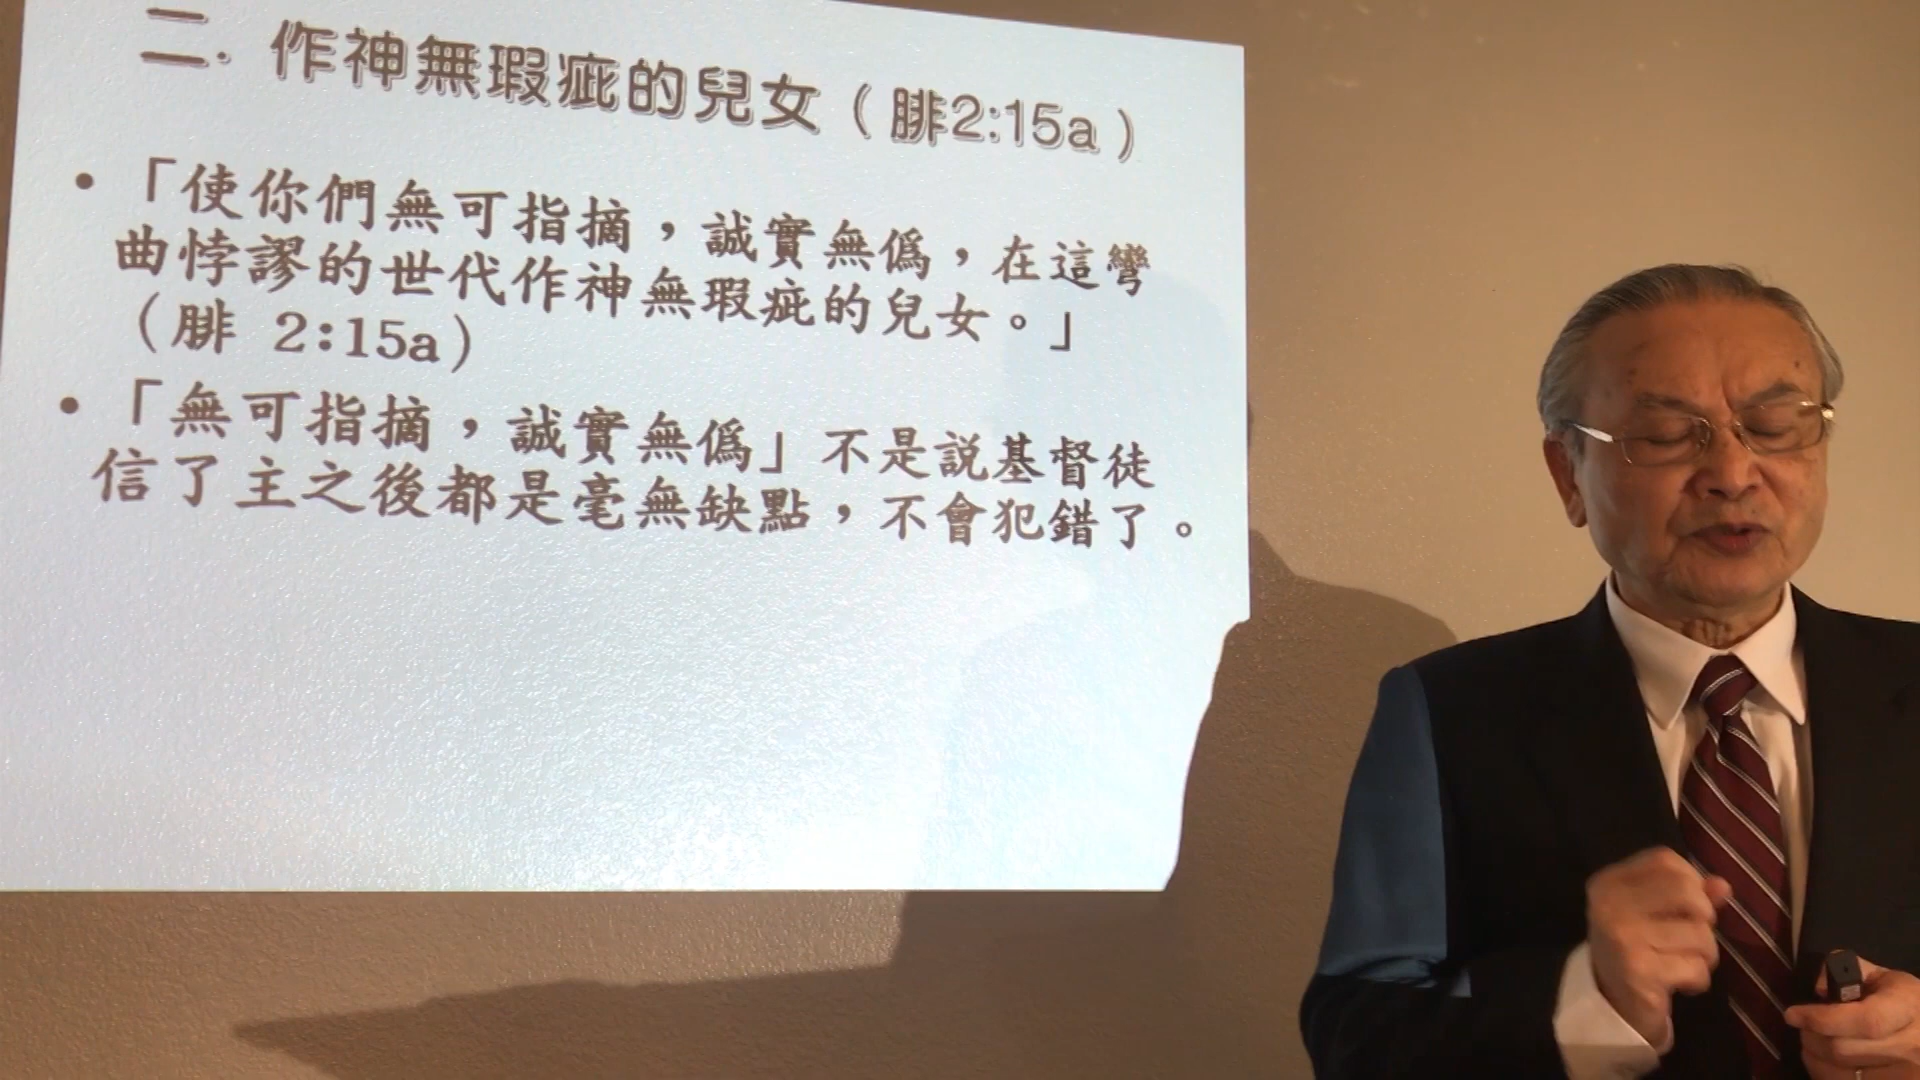 二. 作神無瑕疵的兒女（腓2:15a）
• 「使你們無可指摘，誠實無偽，在這彎
曲悖謬的世代作神無瑕疵的兒女。」
（腓 2:15a）
• 「無可指摘，誠實無偽」不是説基督徒
信了主之後都是毫無缺點，不會犯錯了。